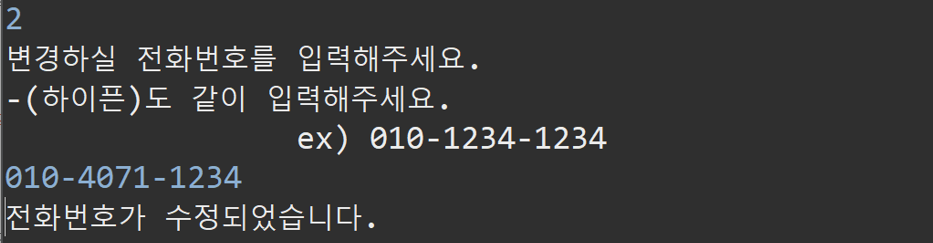 2
변경하실 전화번호를 입력해주세요.
-(하이픈)도 같이 입력해주세요.
ex) 010-1234-1234
010-4071-1234
전화번호가 수정되었습니다.